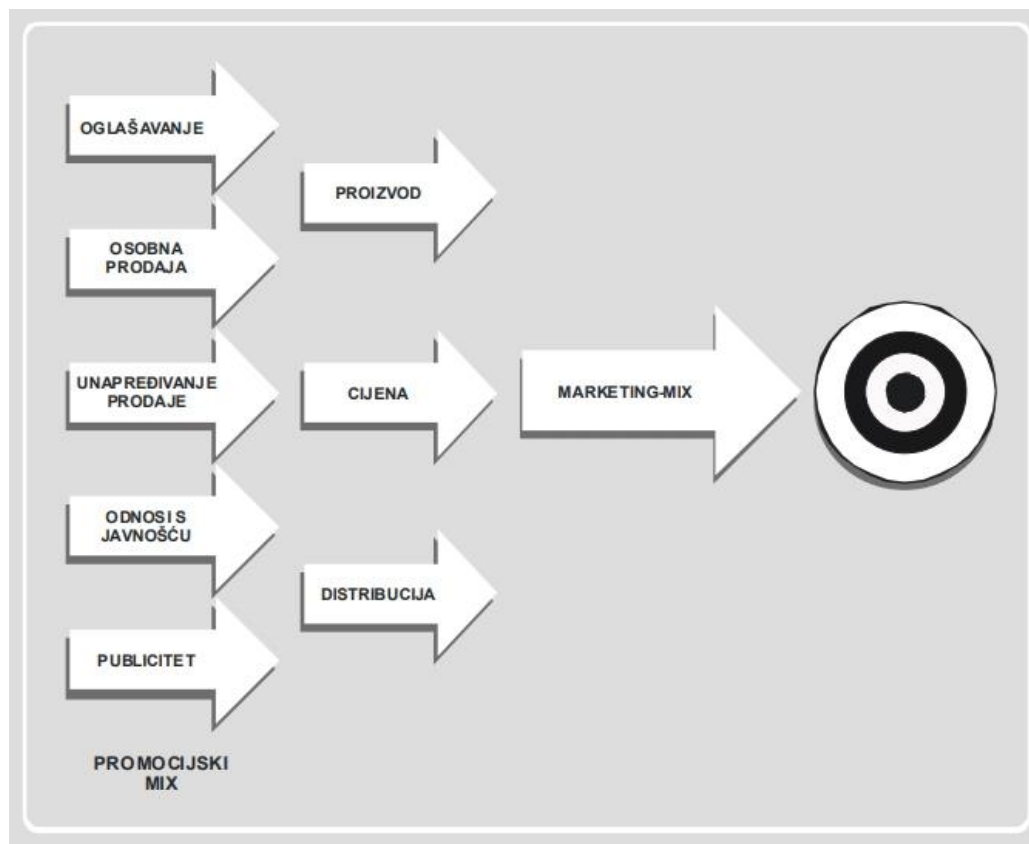 OGLAŠAVANJE
OSOBNA
PRODAJA
UNAPREĐIVANJE
PRODAJE
ODNOSI S
JAVNOŠĆU
PUBLICITET
PROMOCIJSKI
MIX
PROIZVOD
CIJENA
DISTRIBUCIJA
MARKETING-MIX